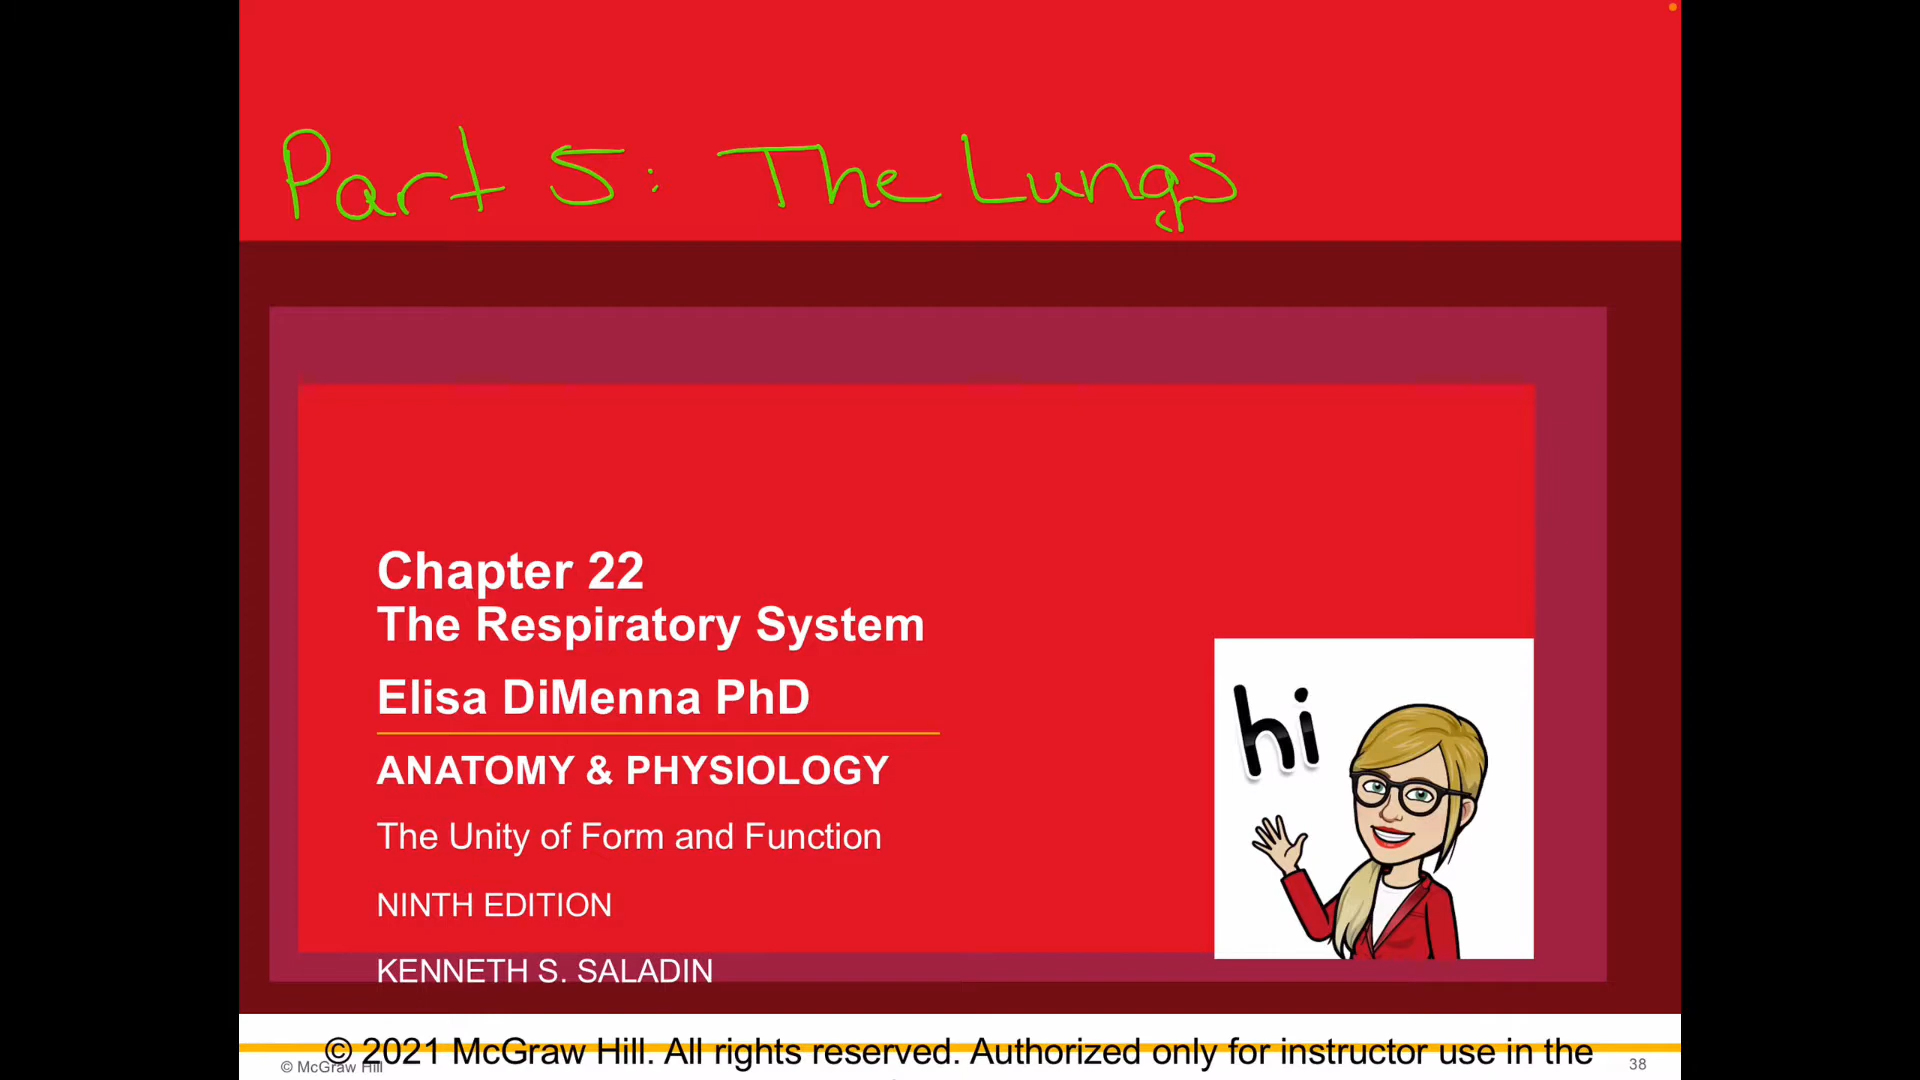 Part 5: The Lungs
Chapter 22
The Respiratory System
Elisa DiMenna PhD
ANATOMY & PHYSIOLOGY
The Unity of Form and Function
NINTH EDITION
KENNETH S. SALADIN
hi
© 2021 McGraw Hill. All rights reserved. Authorized only for instructor use in the
© McGraw Hill
38